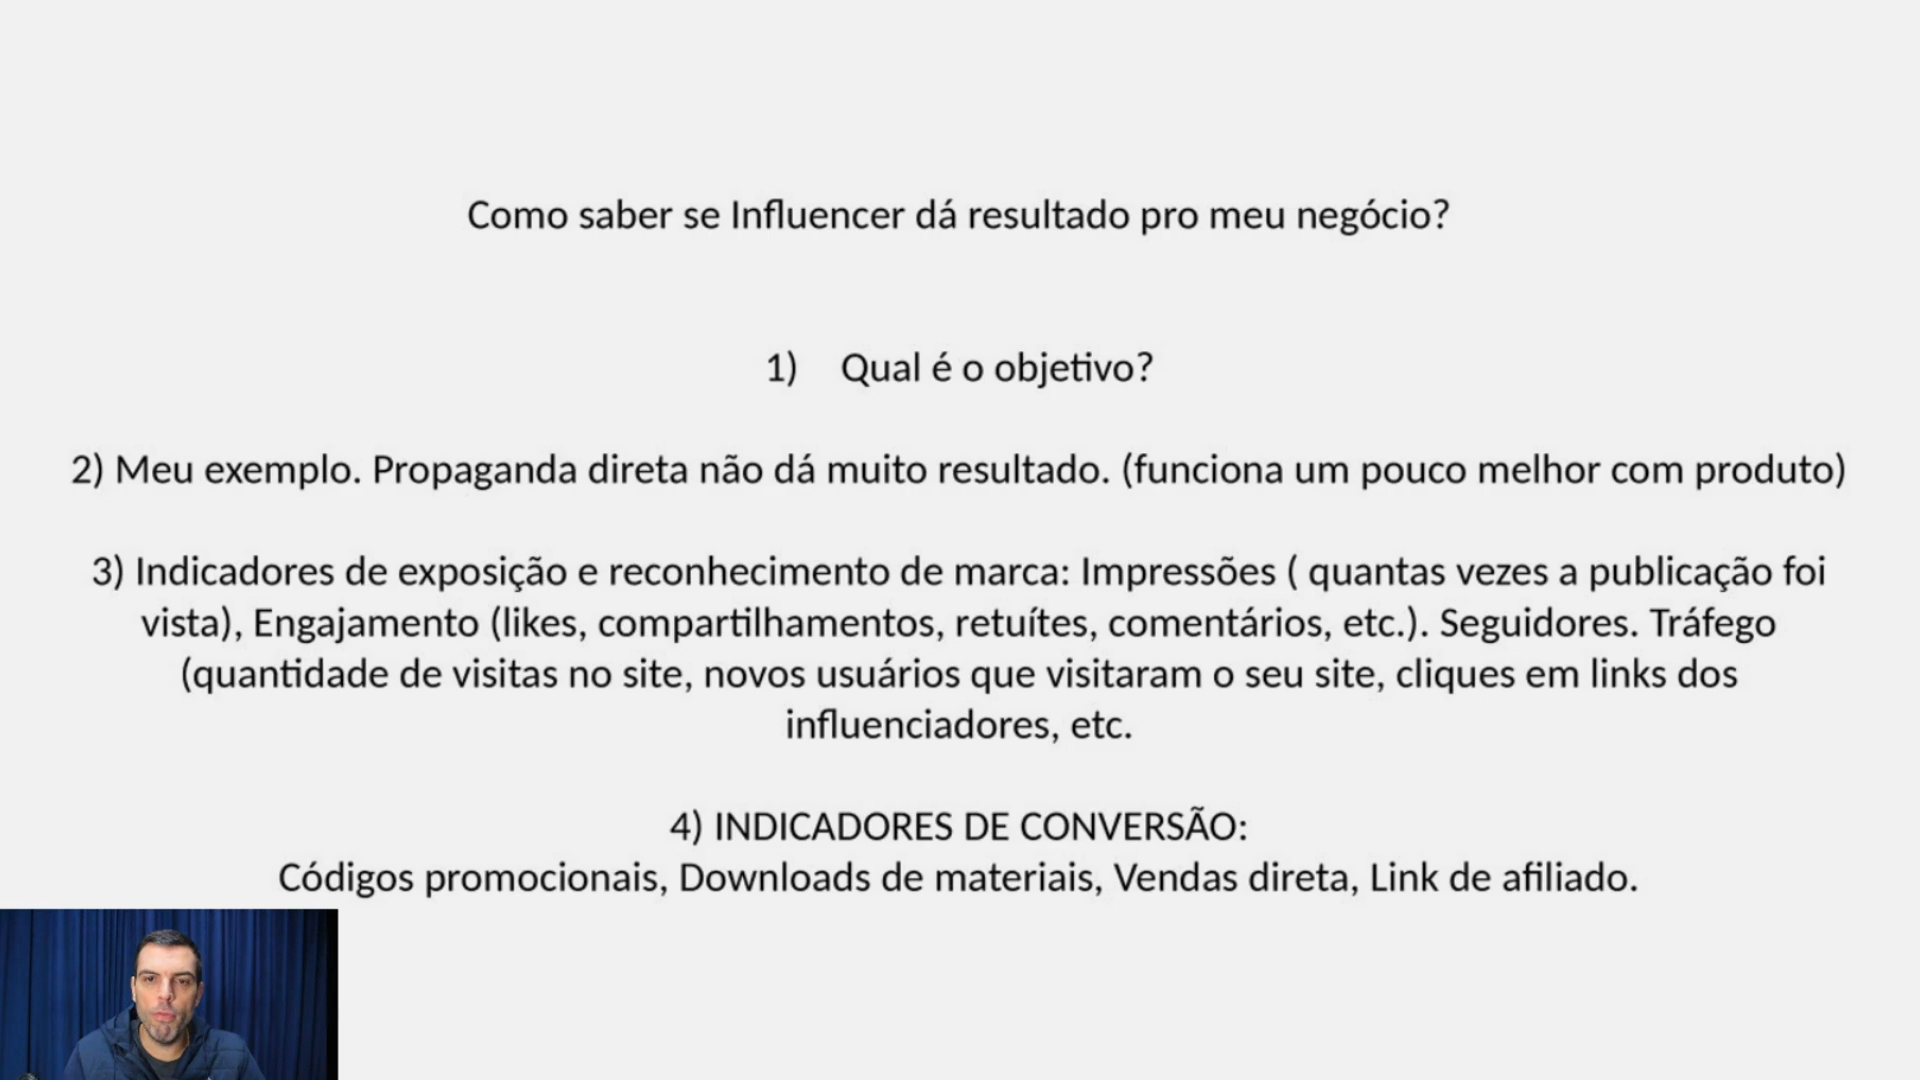 Como saber se Influencer dá resultado pro meu negócio?
1) Qual é o objetivo?
2) Meu exemplo. Propaganda direta não dá muito resultado. (funciona um pouco melhor com produto)
3) Indicadores de exposição e reconhecimento de marca: Impressões ( quantas vezes a publicação foi
vista), Engajamento (likes, compartilhamentos, retuítes, comentários, etc.). Seguidores. Tráfego
(quantidade de visitas no site, novos usuários que visitaram o seu site, cliques em links dos
influenciadores, etc.
4) INDICADORES DE CONVERSÃO:
Códigos promocionais, Downloads de materiais, Vendas direta, Link de afiliado.